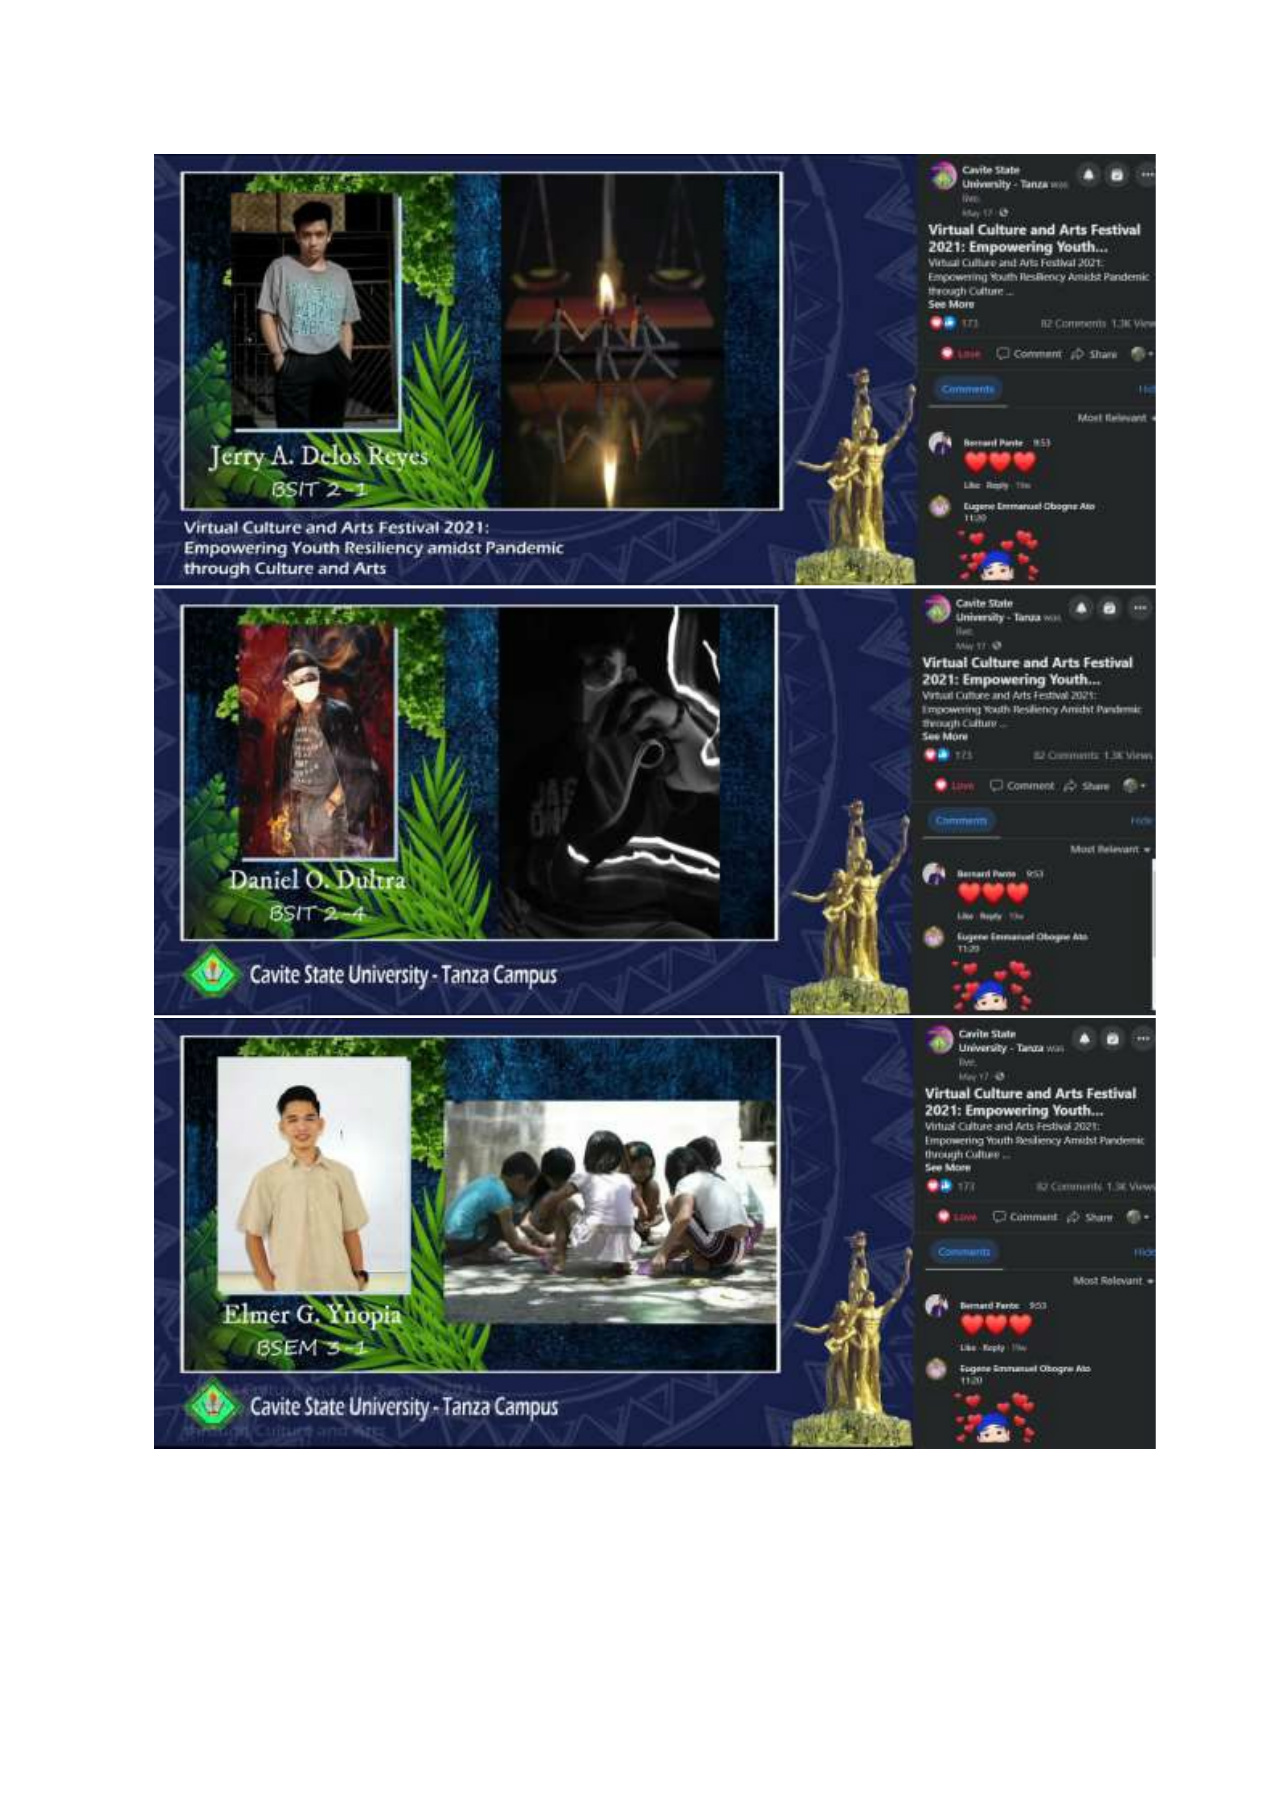 Jerry A. Delos Reyes
BSIT 2-1
Virtual Culture and Arts Festival 2021:
Empowering Youth Resiliency amidst Pandemic
through Culture and Arts
Cavite State
University - Tanza was
live.
May 17
Virtual Culture and Arts Festival
2021: Empowering Youth...
Virtual Culture and Arts Festival 2021:
Empowering Youth Resiliency Amidst Pandemic
through Culture ...
See More
173 82 Comments 1.3K View
Love Comment Share
Comments Hid
Most Relevant
Bernard Pante 9:53
Like Reply 19w
Eugene Emmanuel Obogne Ato
11:20
Daniel O. Dultra
BSIT 2-4
Cavite State University - Tanza Campus
Cavite State
University - Tanza was
live.
May 17
Virtual Culture and Arts Festival
2021: Empowering Youth...
Virtual Culture and Arts Festival 2021:
Empowering Youth Resiliency Amidst Pandemic
through Culture ...
See More
173 82 Comments 1.3K Views
Love Comment Share
Comments Hide
Most Relevant
Bernard Pante 9:53
Like Reply 19w
Eugene Emmanuel Obogne Ato
11:20
Elmer G. Ynopia
BSEM 3-1
Cavite State University - Tanza Campus
through Culture and Arts
Cavite State
University - Tanza was
live.
May 17
Virtual Culture and Arts Festival
2021: Empowering Youth...
Virtual Culture and Arts Festival 2021:
Empowering Youth Resiliency Amidst Pandemic
through Culture ...
See More
173 82 Comments 1.3K Views
Love Comment Share
Comments Hide
Most Relevant
Bernard Pante 9:53
Like Reply 19w
Eugene Emmanuel Obogne Ato
11:20